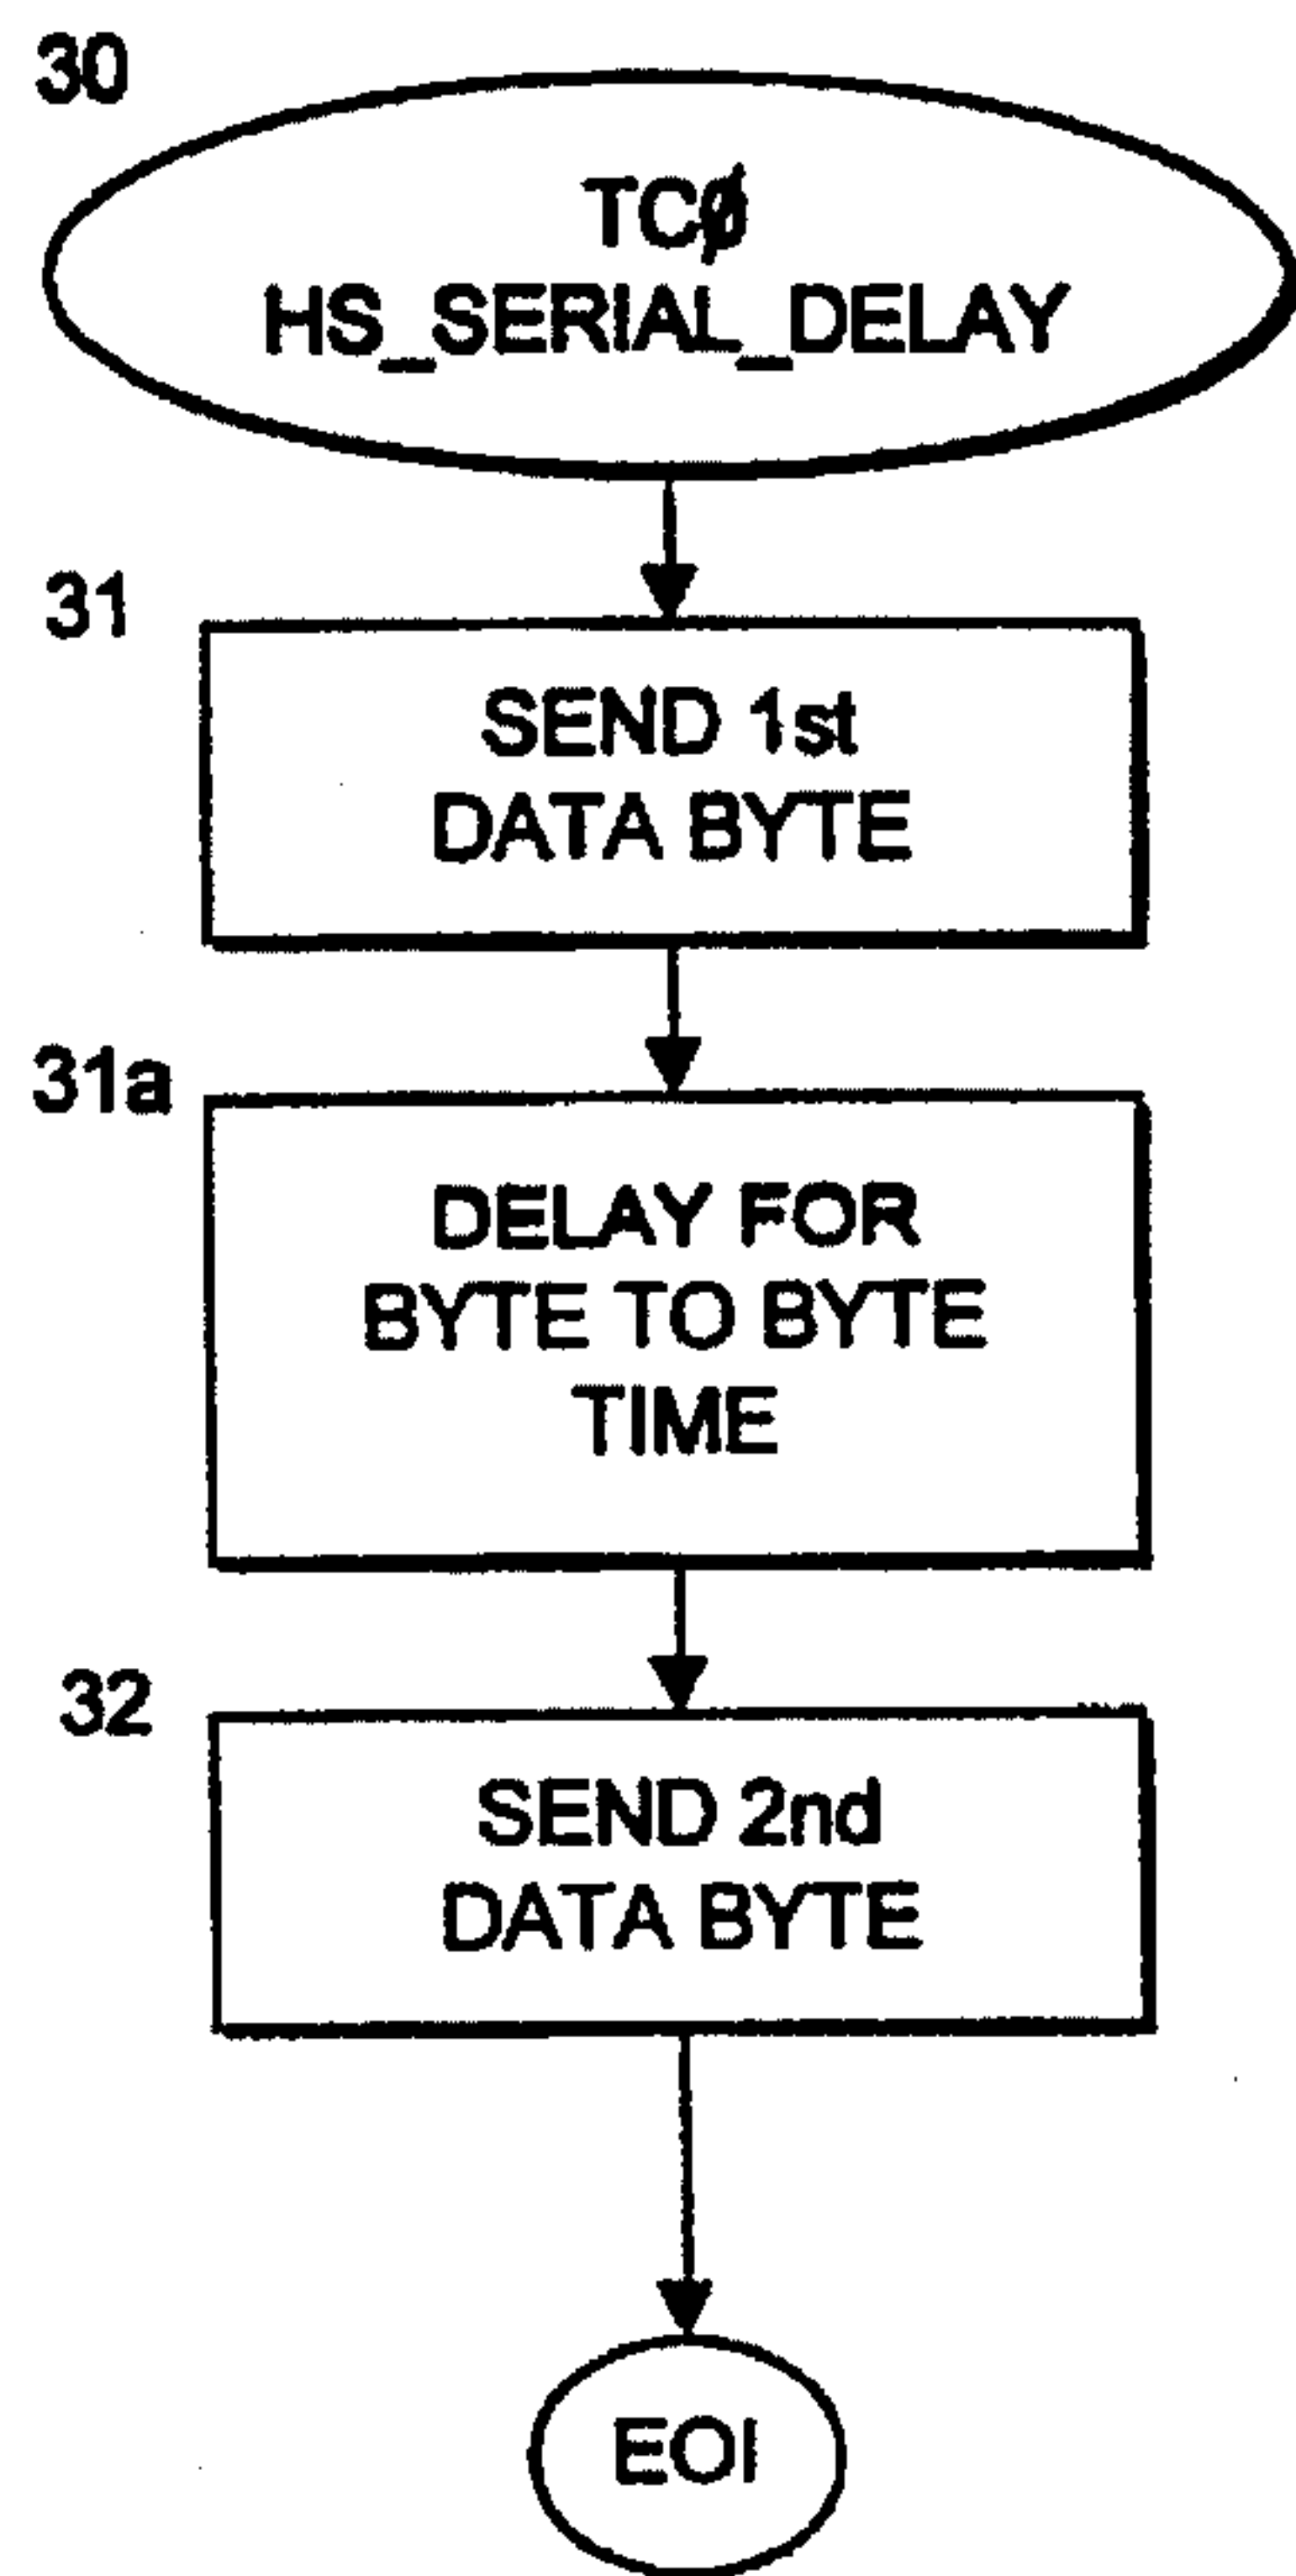 30
TCØ
HS_SERIAL_DELAY
31
SEND 1st
DATA BYTE
31a
DELAY FOR
BYTE TO BYTE
TIME
32
SEND 2nd
DATA BYTE
EOI